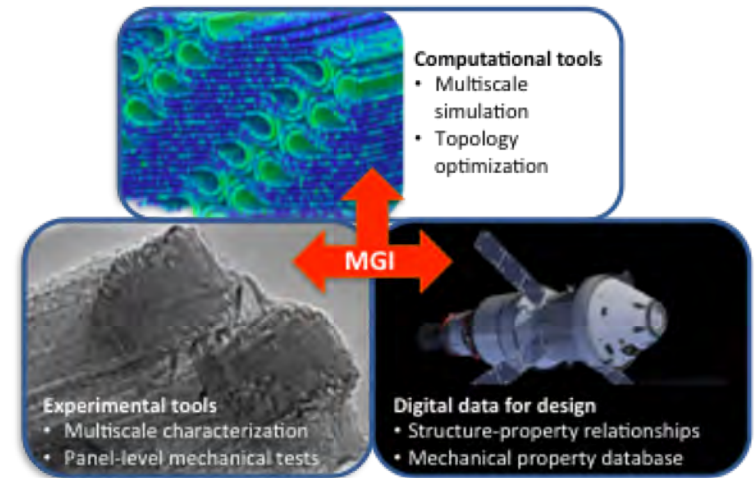 Computational tools
• Multiscale
simulation
• Topology
optimization
MGI
Experimental tools
• Multiscale characterization
• Panel-level mechanical tests
Digital data for design
• Structure-property relationships
• Mechanical property database